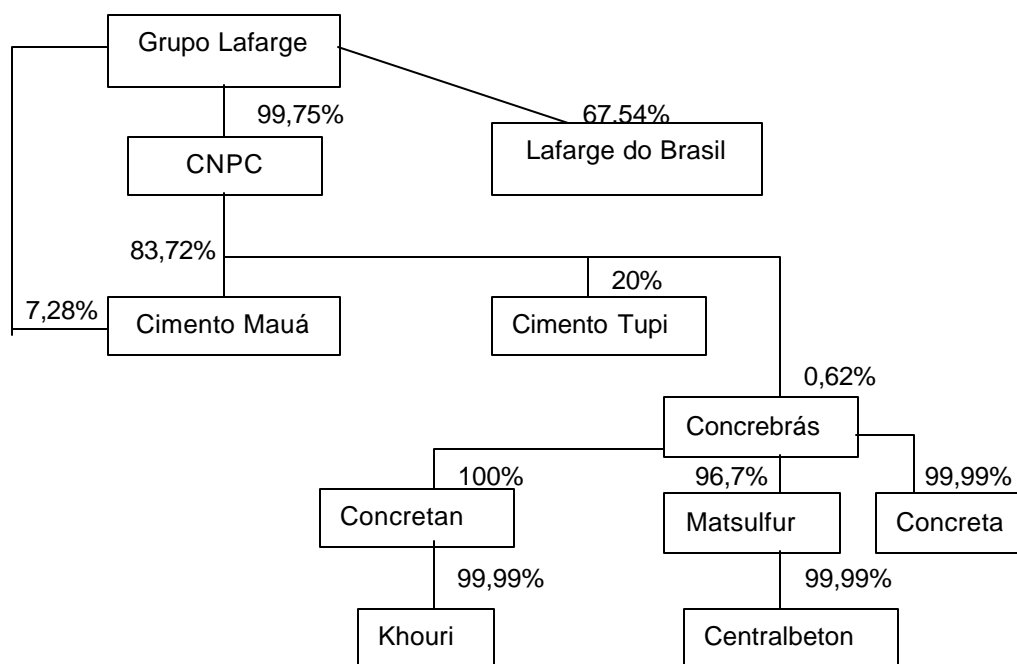 Grupo Lafarge
99,75%
67,54%
CNPC
Lafarge do Brasil
83,72%
20%
7,28%
Cimento Mauá
Cimento Tupi
0,62%
Concrebrás
100%
96,7%
99,99%
Concretan
Matsulfur
Concreta
99,99%
99,99%
Khouri
Centralbeton